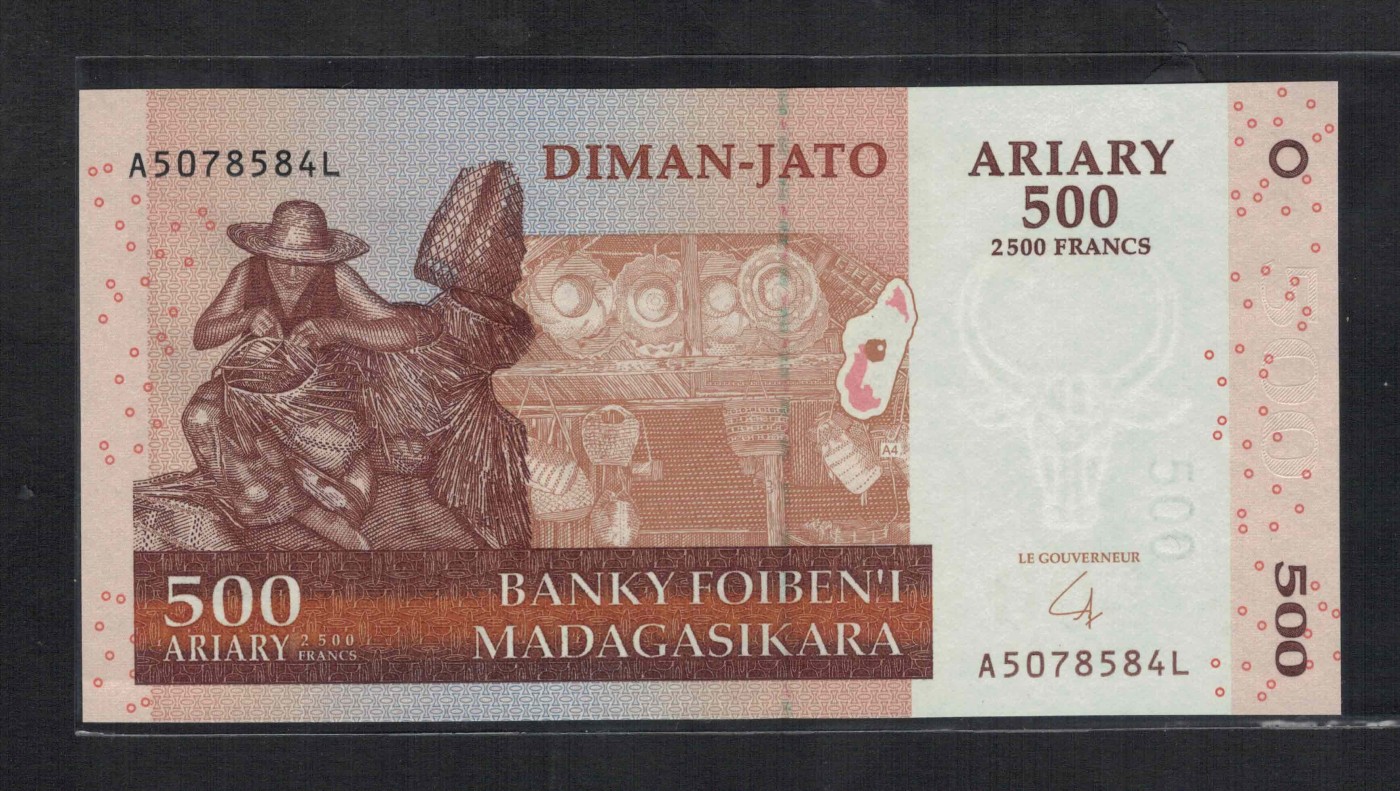 A5078584L
DIMAN-JATO
ARIARY
500
2500 FRANCS
O
500
A4
500
LE GOUVERNEUR
A5078584L
500
500
ARIARY 2500 FRANCS
BANKY FOIBEN'I
MADAGASIKARA